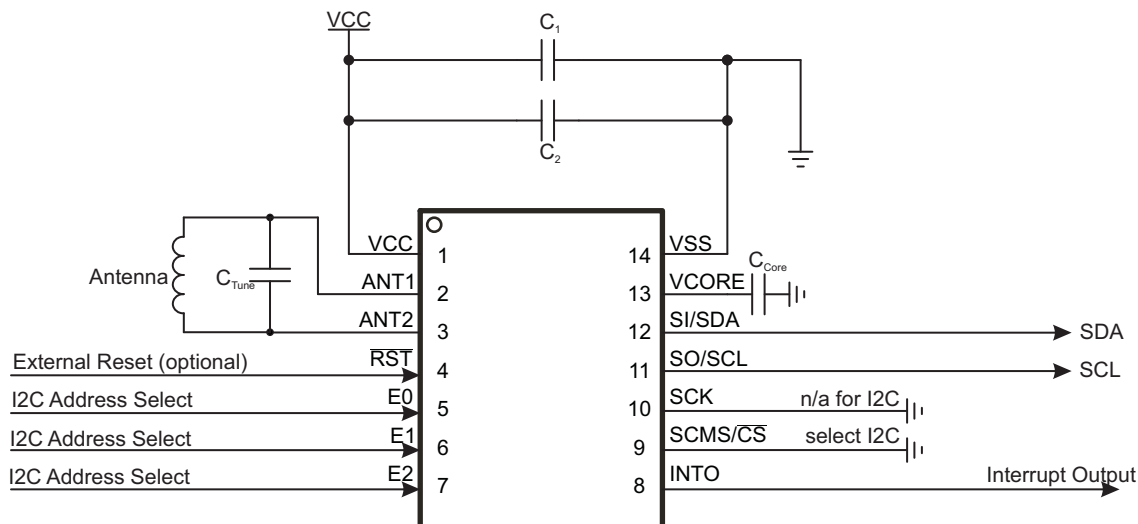 VCC
C1
C2
VCC 1 14 VSS
Antenna CTune ANT1 2 13 VCORE CCore
ANT2 3 12 SI/SDA SDA
External Reset (optional) RST 4 11 SO/SCL SCL
I2C Address Select E0 5 10 SCK n/a for I2C
I2C Address Select E1 6 9 SCMS/CS select I2C
I2C Address Select E2 7 8 INTO Interrupt Output